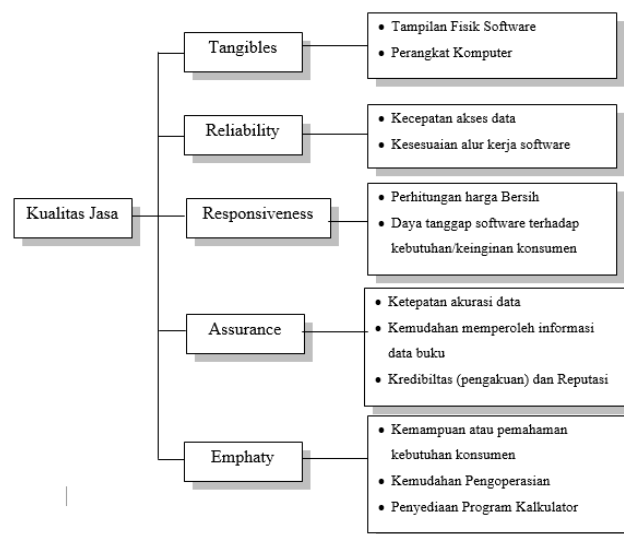 Kualitas Jasa
Tangibles
• Tampilan Fisik Software
• Perangkat Komputer
Reliability
• Kecepatan akses data
• Kesesuaian alur kerja software
Responsiveness
• Perhitungan harga Bersih
• Daya tanggap software terhadap
kebutuhan/keinginan konsumen
Assurance
• Ketepatan akurasi data
• Kemudahan memperoleh informasi
data buku
• Kredibiltas (pengakuan) dan Reputasi
Emphaty
• Kemampuan atau pemahaman
kebutuhan konsumen
• Kemudahan Pengoperasian
• Penyediaan Program Kalkulator